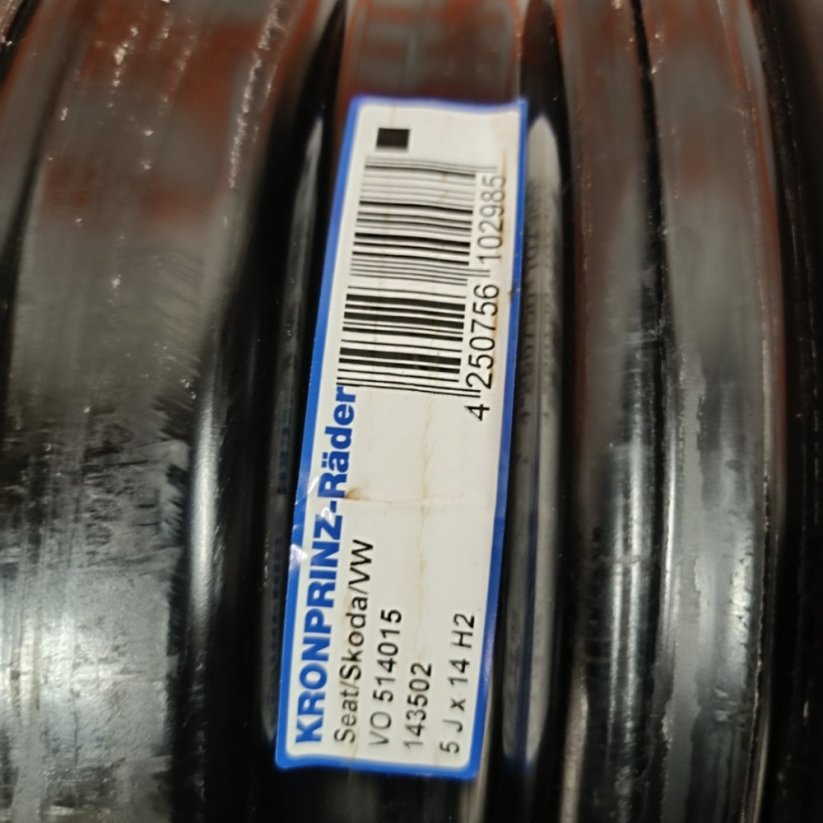 KRONPRINZ-Räder
Seat/Skoda/VW
VO 514015
143502
5 J x 14 H2
4 250756 102985